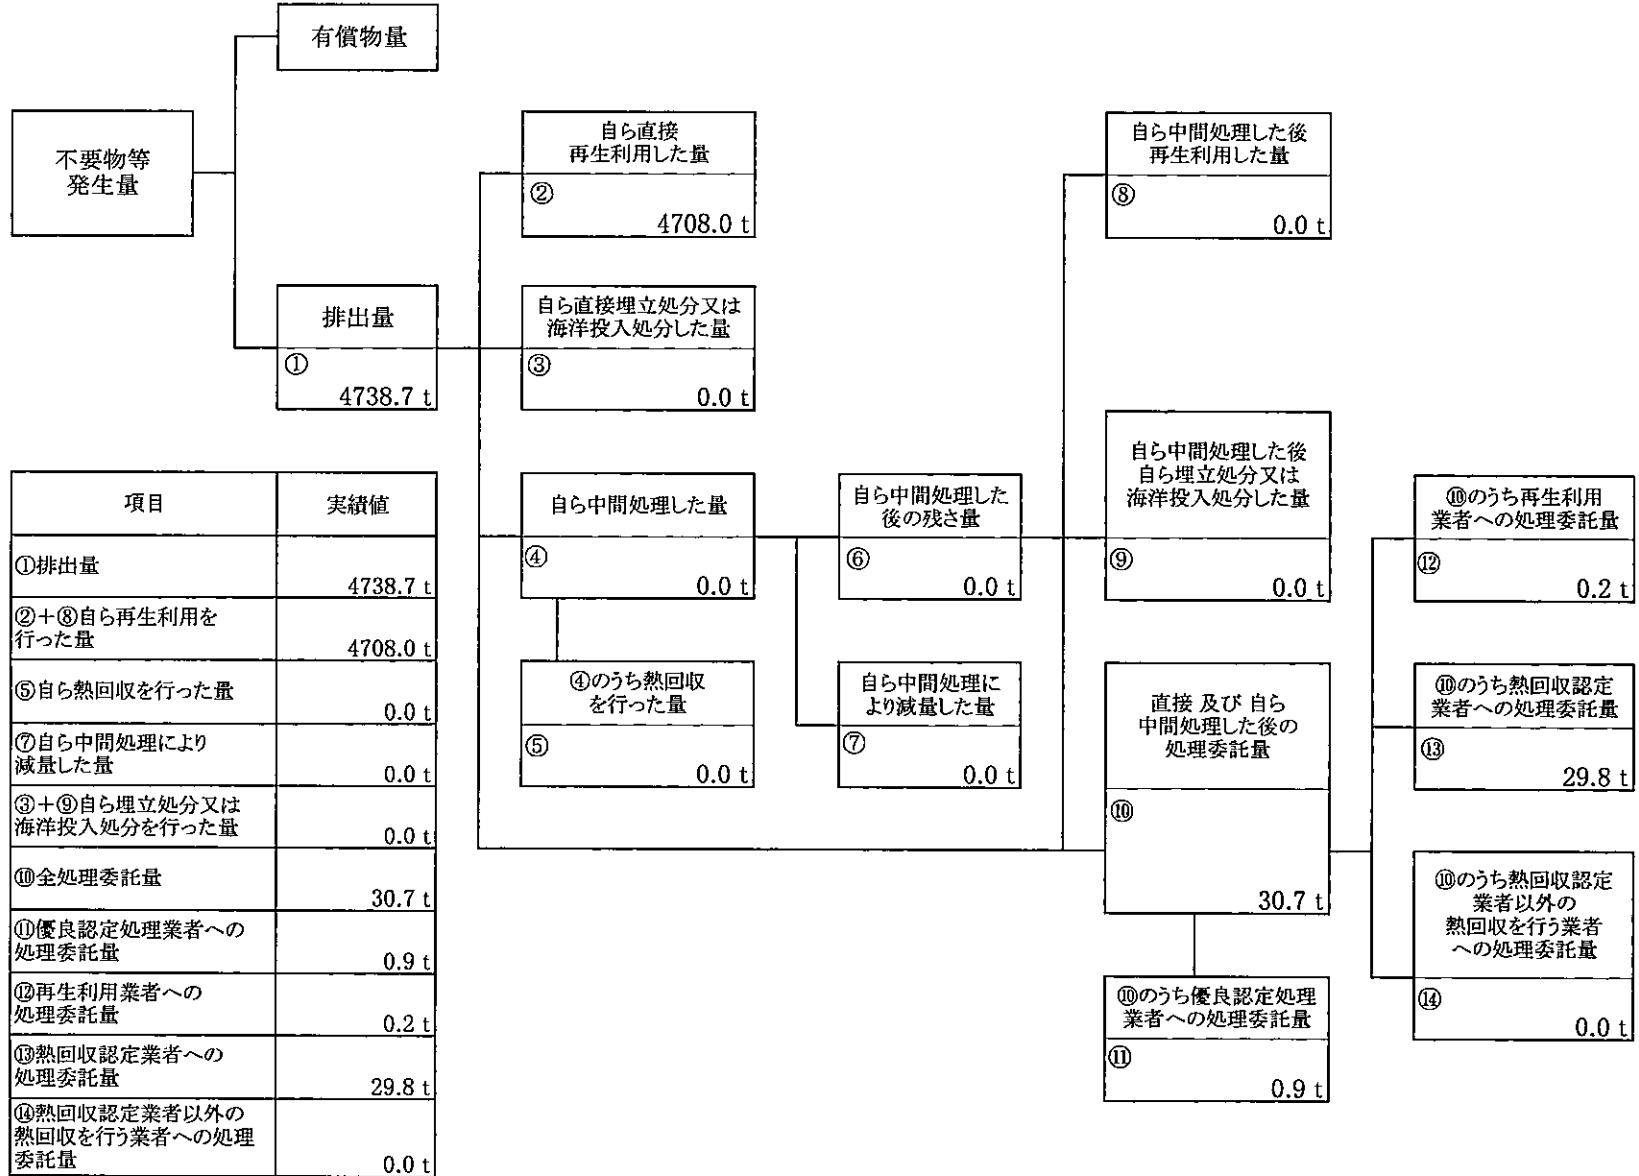 有償物量
不要物等
発生量
排出量
①
4738.7 t
自ら直接
再生利用した量
②
4708.0 t
自ら直接埋立処分又は
海洋投入処分した量
③
0.0 t
自ら中間処理した量
④
0.0 t
④のうち熱回収
を行った量
⑤
0.0 t
自ら中間処理した
後の残さ量
⑥
0.0 t
自ら中間処理に
より減量した量
⑦
0.0 t
自ら中間処理した後
再生利用した量
⑧
0.0 t
自ら中間処理した後
自ら埋立処分又は
海洋投入処分した量
⑨
0.0 t
直接 及び 自ら
中間処理した後の
処理委託量
⑩
30.7 t
⑩のうち優良認定処理
業者への処理委託量
⑪
0.9 t
⑩のうち再生利用
業者への処理委託量
⑫
0.2 t
⑩のうち熱回収認定
業者への処理委託量
⑬
29.8 t
⑩のうち熱回収認定
業者以外の
熱回収を行う業者
への処理委託量
⑭
0.0 t
項目 実績値
①排出量
4738.7 t
②+⑧自ら再生利用を
行った量
4708.0 t
⑤自ら熱回収を行った量
0.0 t
⑦自ら中間処理により
減量した量
0.0 t
③+⑨自ら埋立処分又は
海洋投入処分を行った量
0.0 t
⑩全処理委託量
30.7 t
⑪優良認定処理業者への
処理委託量
0.9 t
⑫再生利用業者への
処理委託量
0.2 t
⑬熱回収認定業者への
処理委託量
29.8 t
⑭熱回収認定業者以外の
熱回収を行う業者への処理
委託量
0.0 t